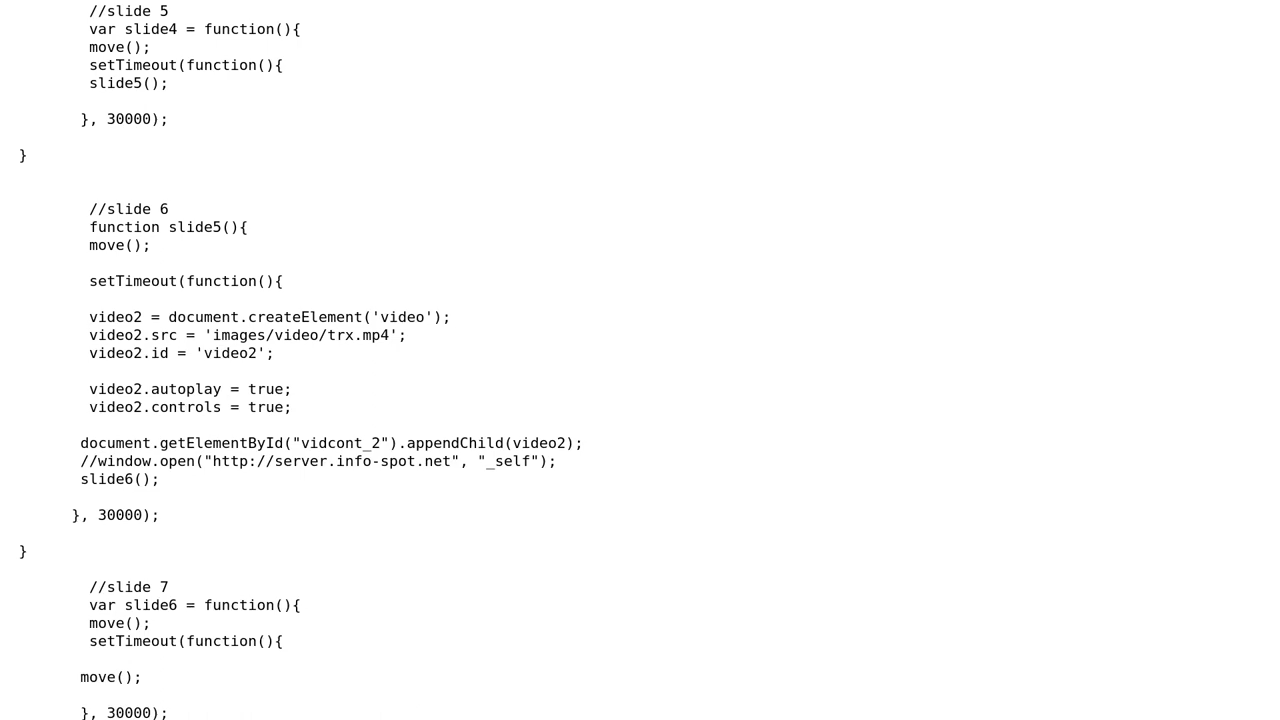 //slide 5
var slide4 = function(){
move();
setTimeout(function(){
slide5();
}, 30000);
}
//slide 6
function slide5(){
move();
setTimeout(function(){
video2 = document.createElement('video');
video2.src = 'images/video/trx.mp4';
video2.id = 'video2';
video2.autoplay = true;
video2.controls = true;
document.getElementById("vidcont_2").appendChild(video2);
//window.open("http://server.info-spot.net", "_self");
slide6();
}, 30000);
}
//slide 7
var slide6 = function(){
move();
setTimeout(function(){
move();
}, 30000);